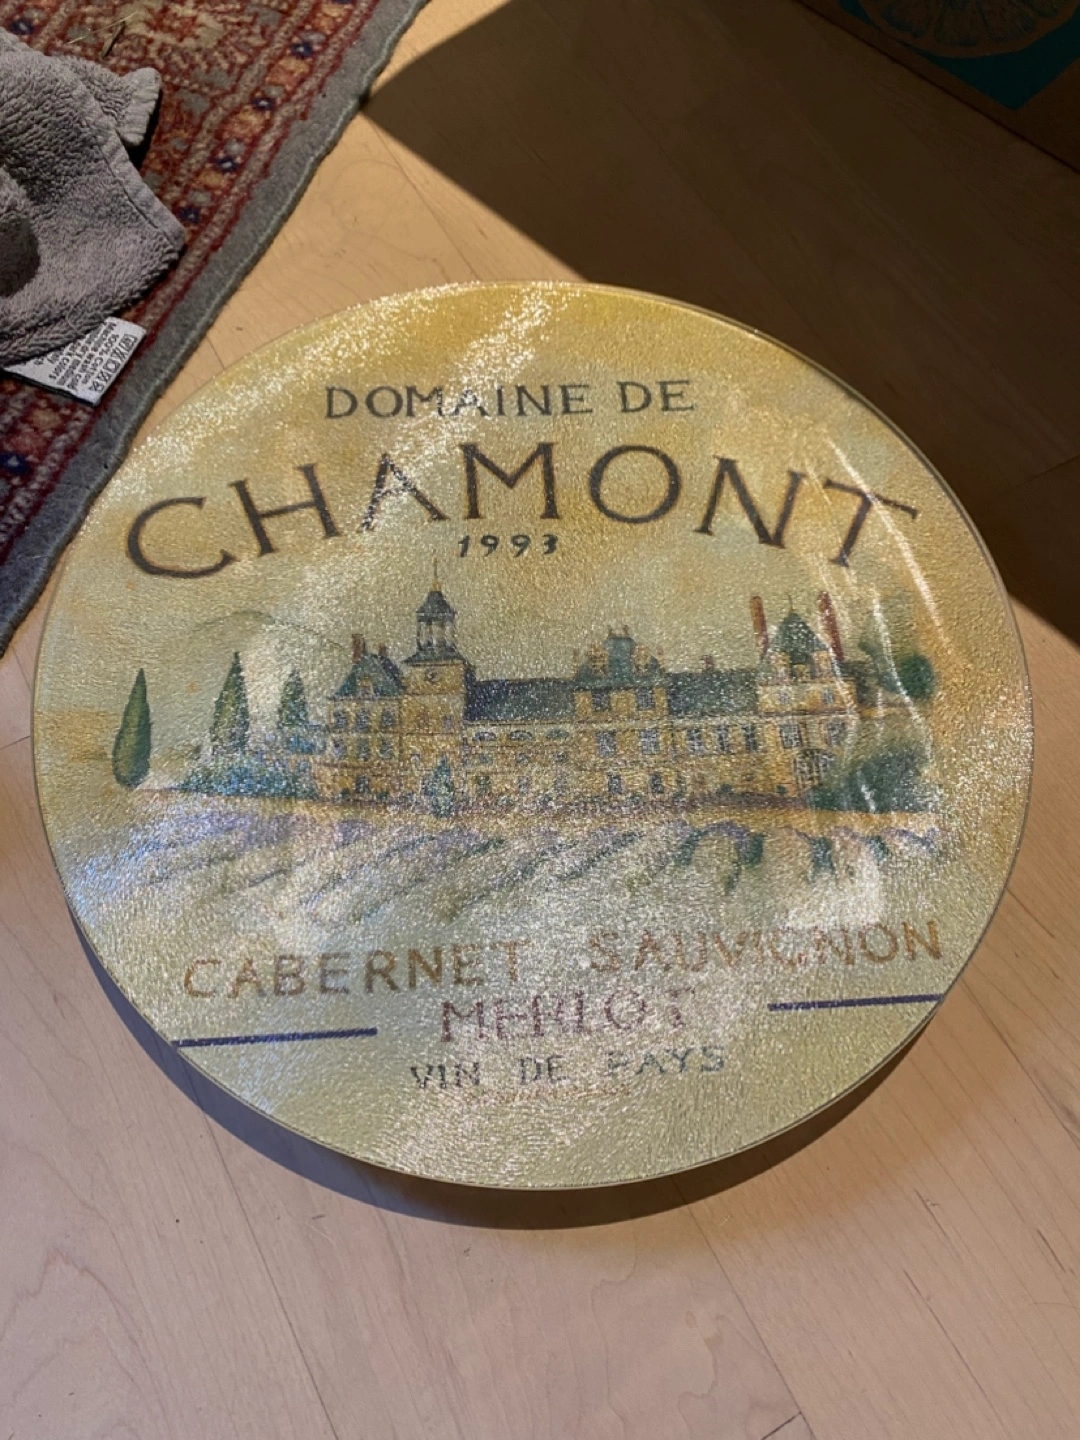 DOMAINE DE
CHAMONT
1993
CABERNET SAUVIGNON
MERLOT
VIN DE PAYS